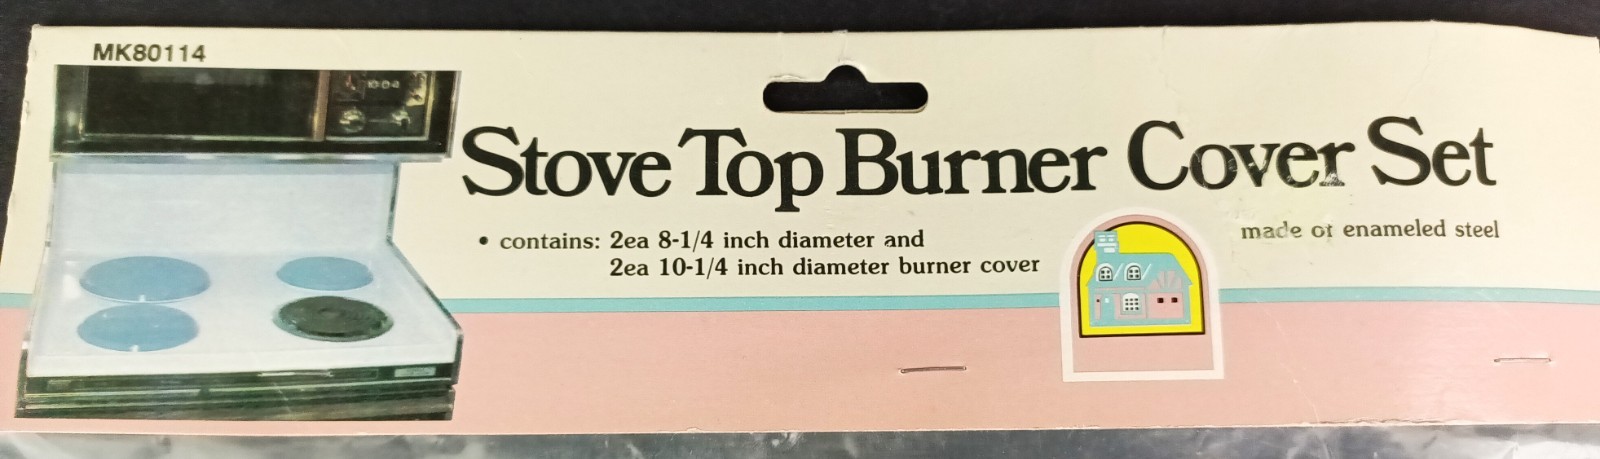 MK80114
Stove Top Burner Cover Set
• contains: 2ea 8-1/4 inch diameter and
2ea 10-1/4 inch diameter burner cover
made of enameled steel